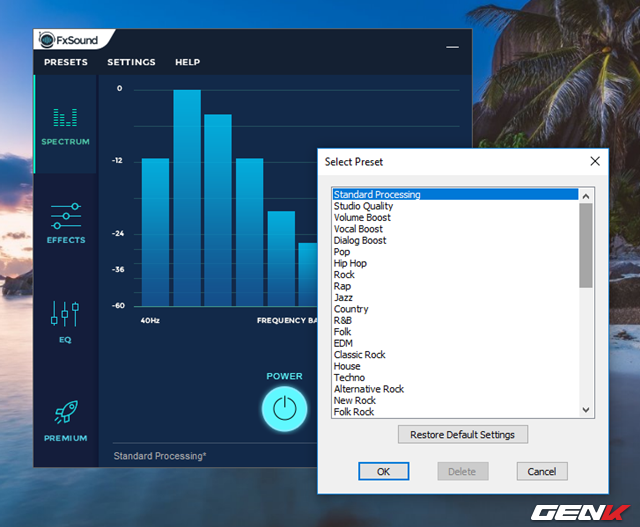 FxSound
PRESETS SETTINGS HELP
SPECTRUM
EFFECTS
EQ
PREMIUM
0
-12
-24
-36
-60
40Hz FREQUENCY BA
POWER
Standard Processing*
Select Preset
Standard Processing
Studio Quality
Volume Boost
Vocal Boost
Dialog Boost
Pop
Hip Hop
Rock
Rap
Jazz
Country
R&B
Folk
EDM
Classic Rock
House
Techno
Alternative Rock
New Rock
Folk Rock
Restore Default Settings
OK Delete Cancel
GENK